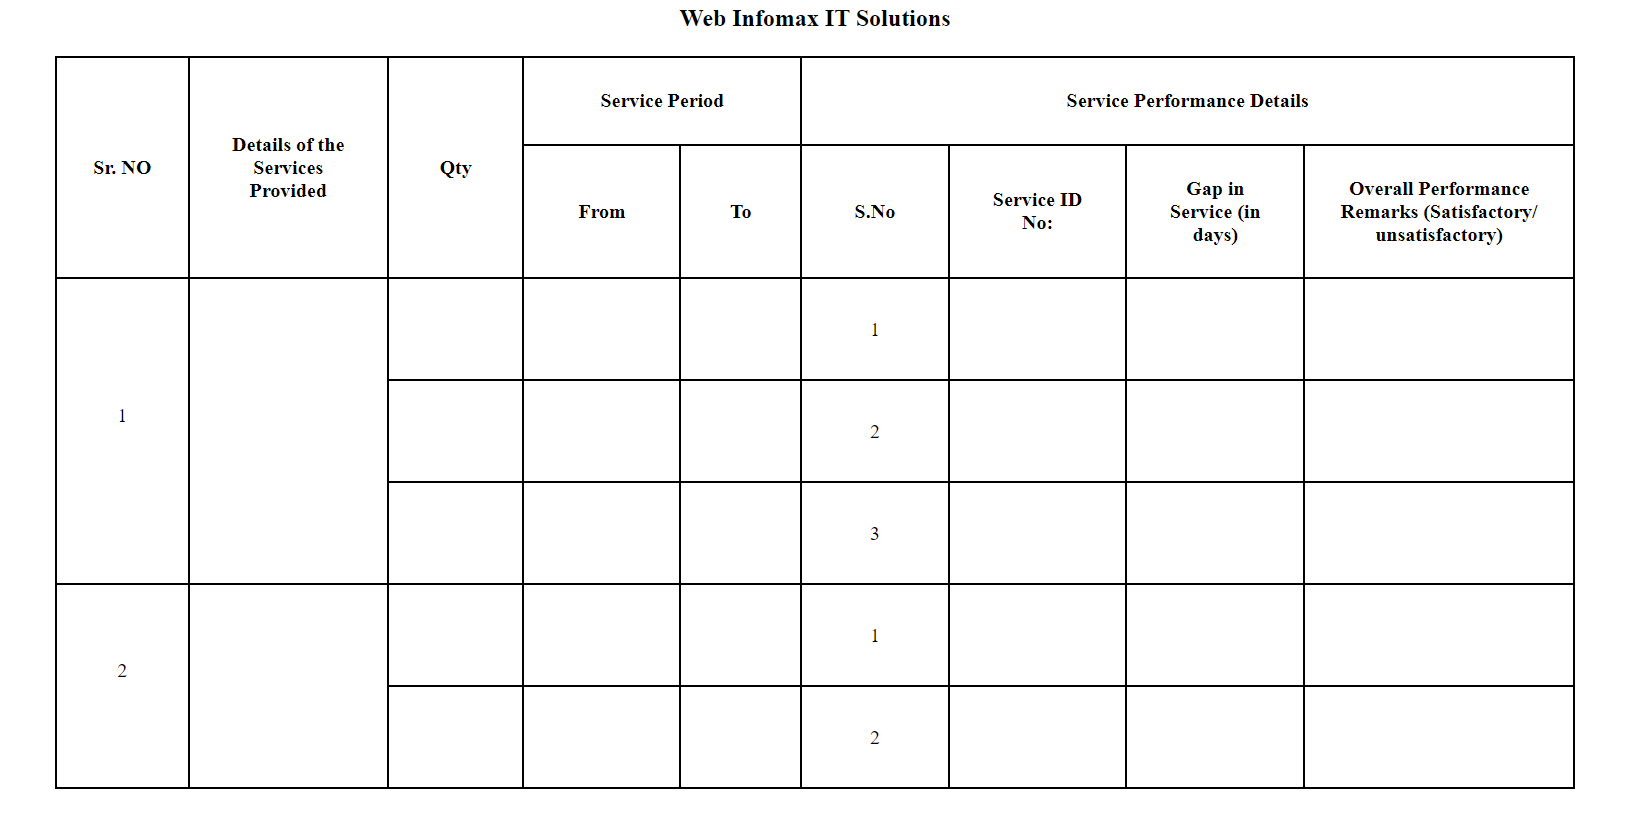 Web Infomax IT Solutions
Sr. NO
Details of the
Services
Provided
Qty
Service Period
Service Performance Details
From
To
S.No
Service ID
No:
Gap in
Service (in
days)
Overall Performance
Remarks (Satisfactory/
unsatisfactory)
1
1
2
3
2
1
2